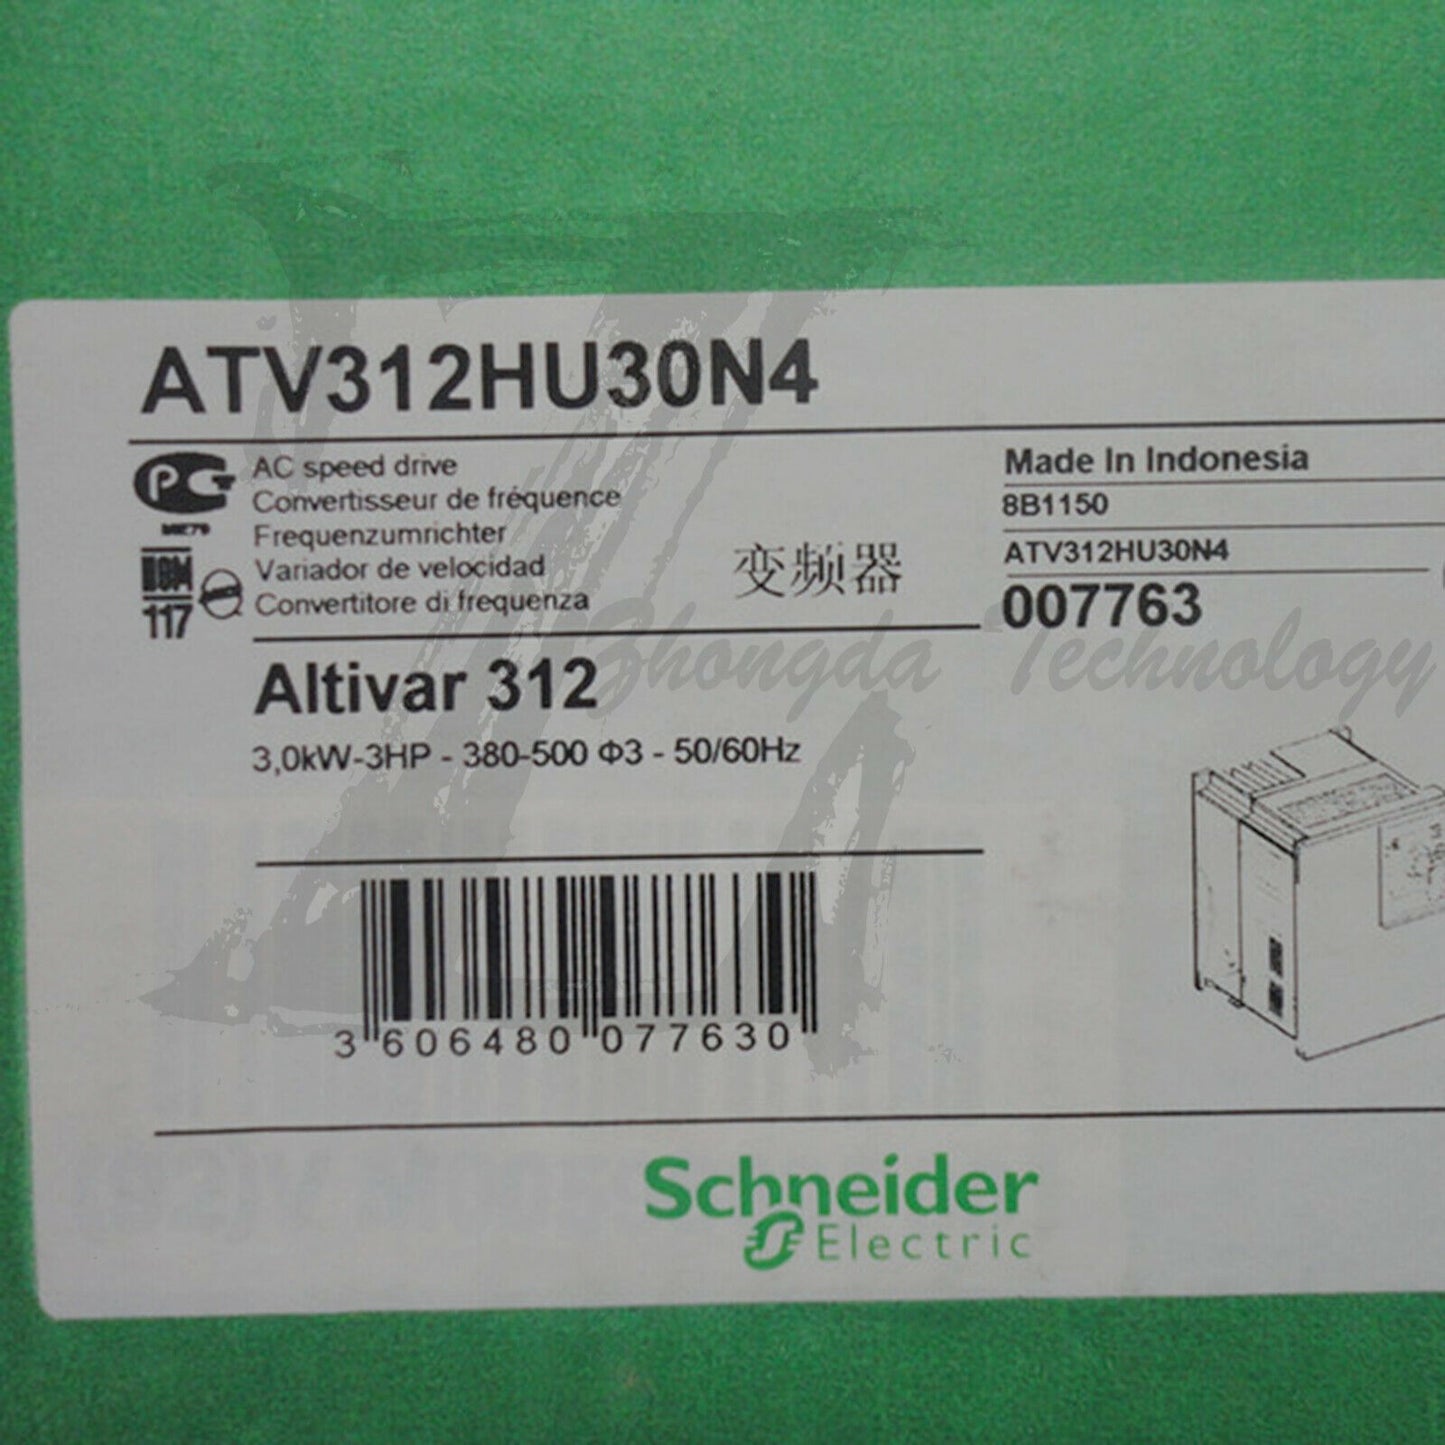 ATV312HU30N4
AC speed drive
Convertisseur de fréquence
Frequenzumrichter
Variador de velocidad
Convertitore di frequenza
变频器
Made In Indonesia
8B1150
ATV312HU30N4
007763
117
Zhongda Technology
Altivar 312
3,0kW-3HP - 380-500 Φ3 - 50/60Hz
3 606480 077630
Schneider
Electric